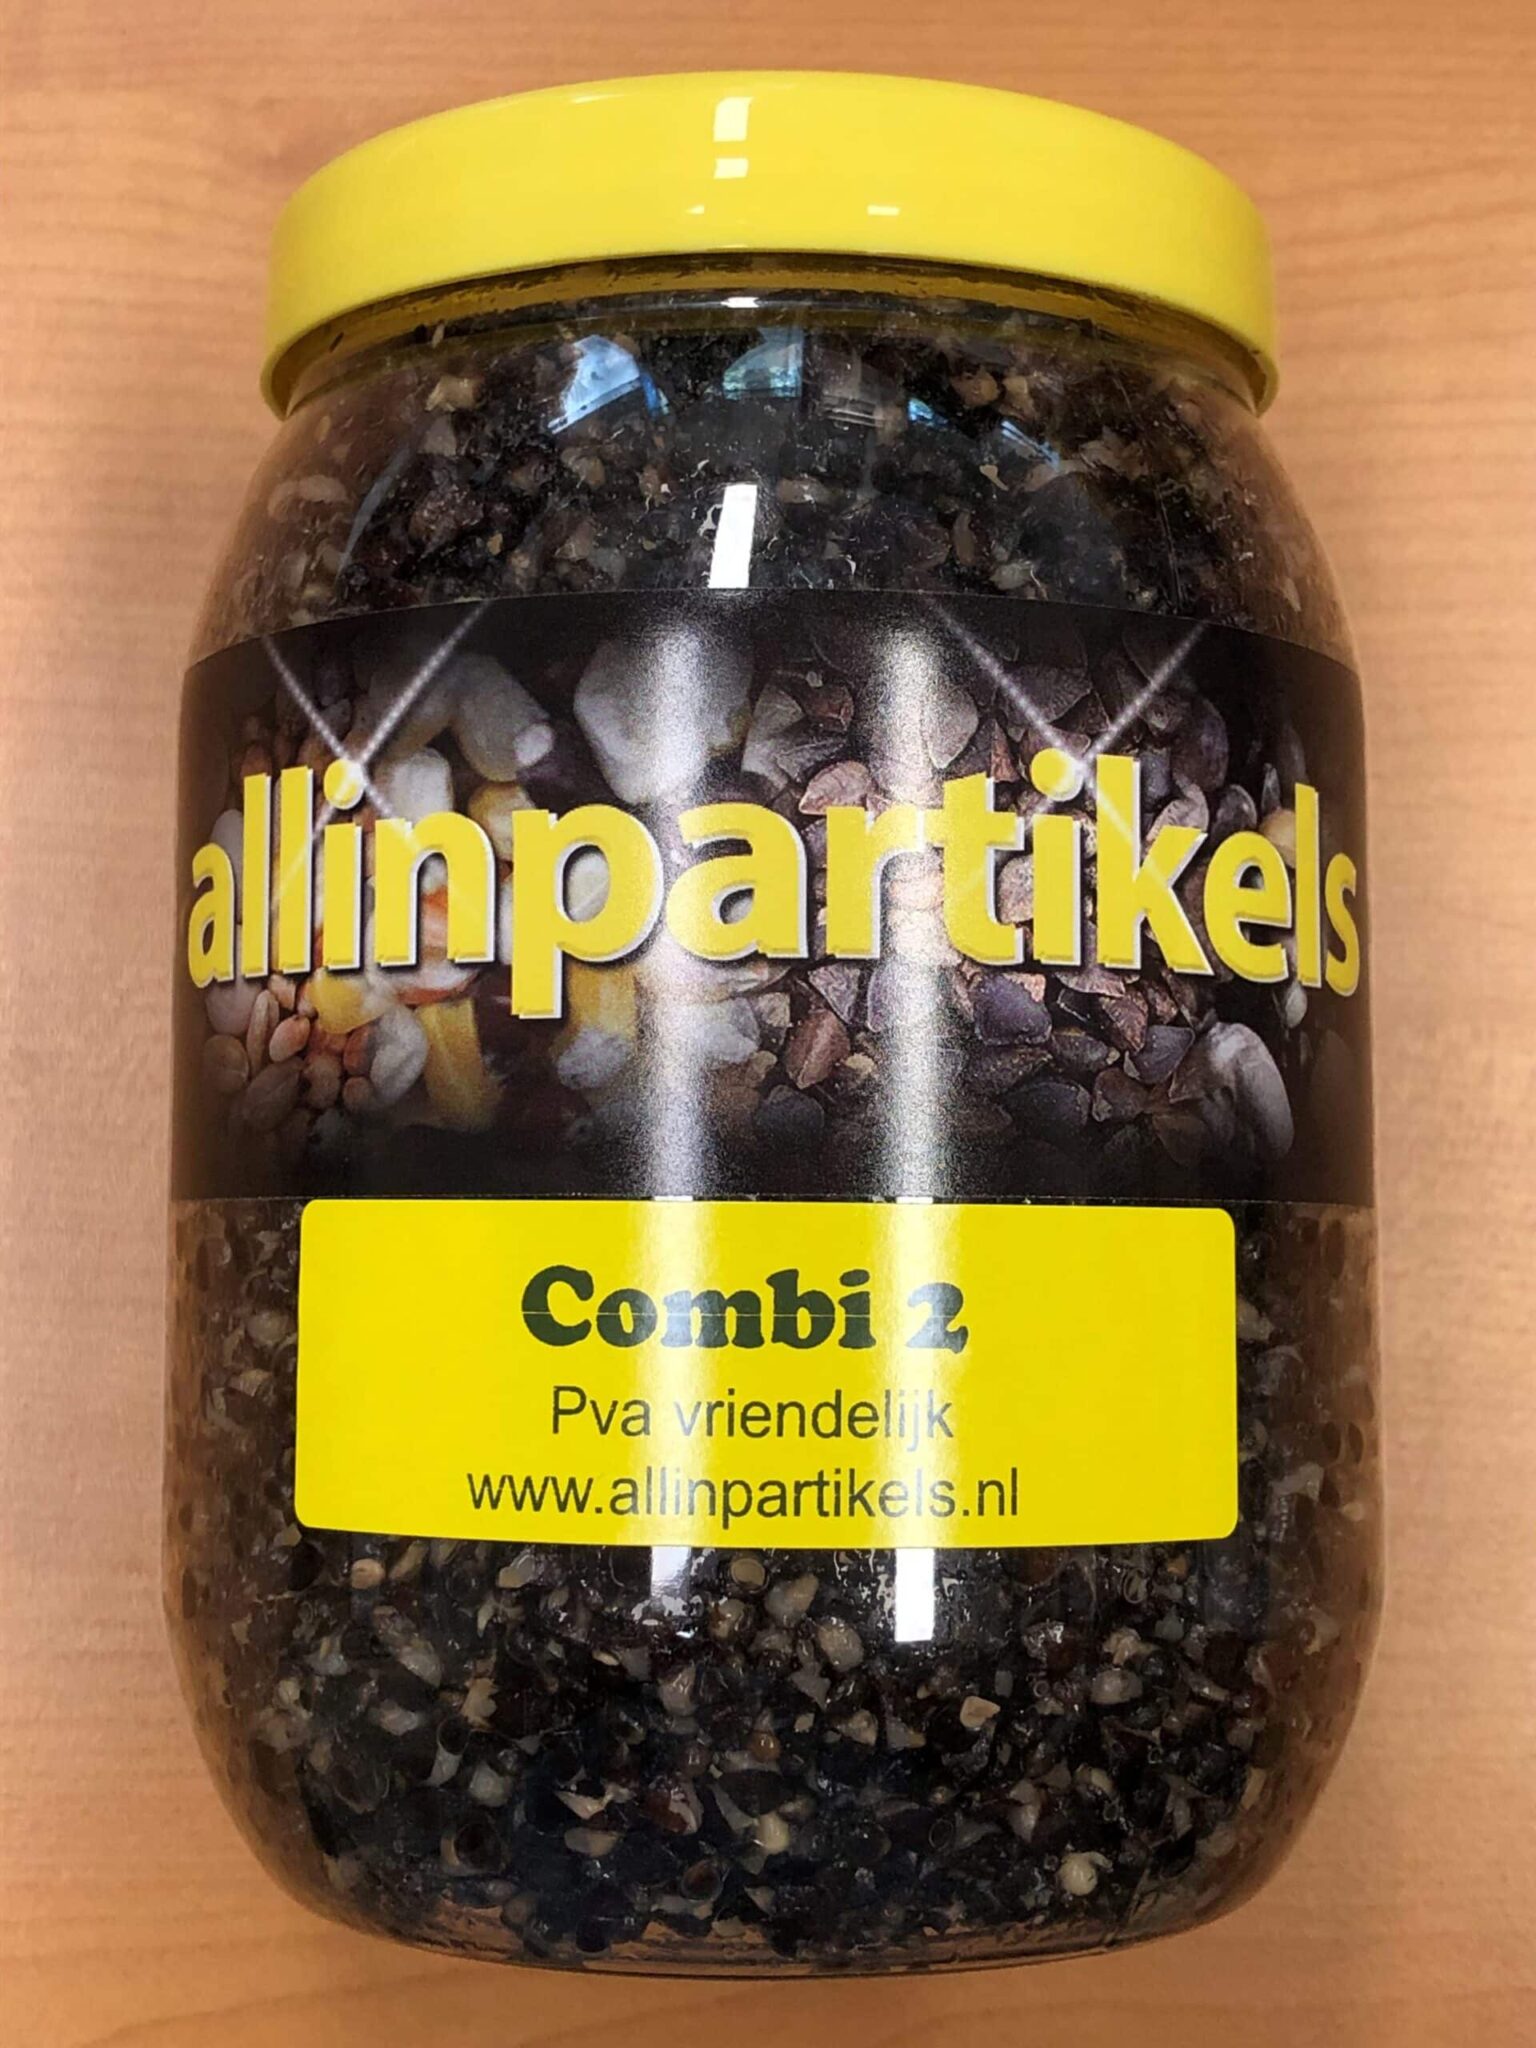 allinpartikels
Combi 2
Pva vriendelijk
www.allinpartikels.nl